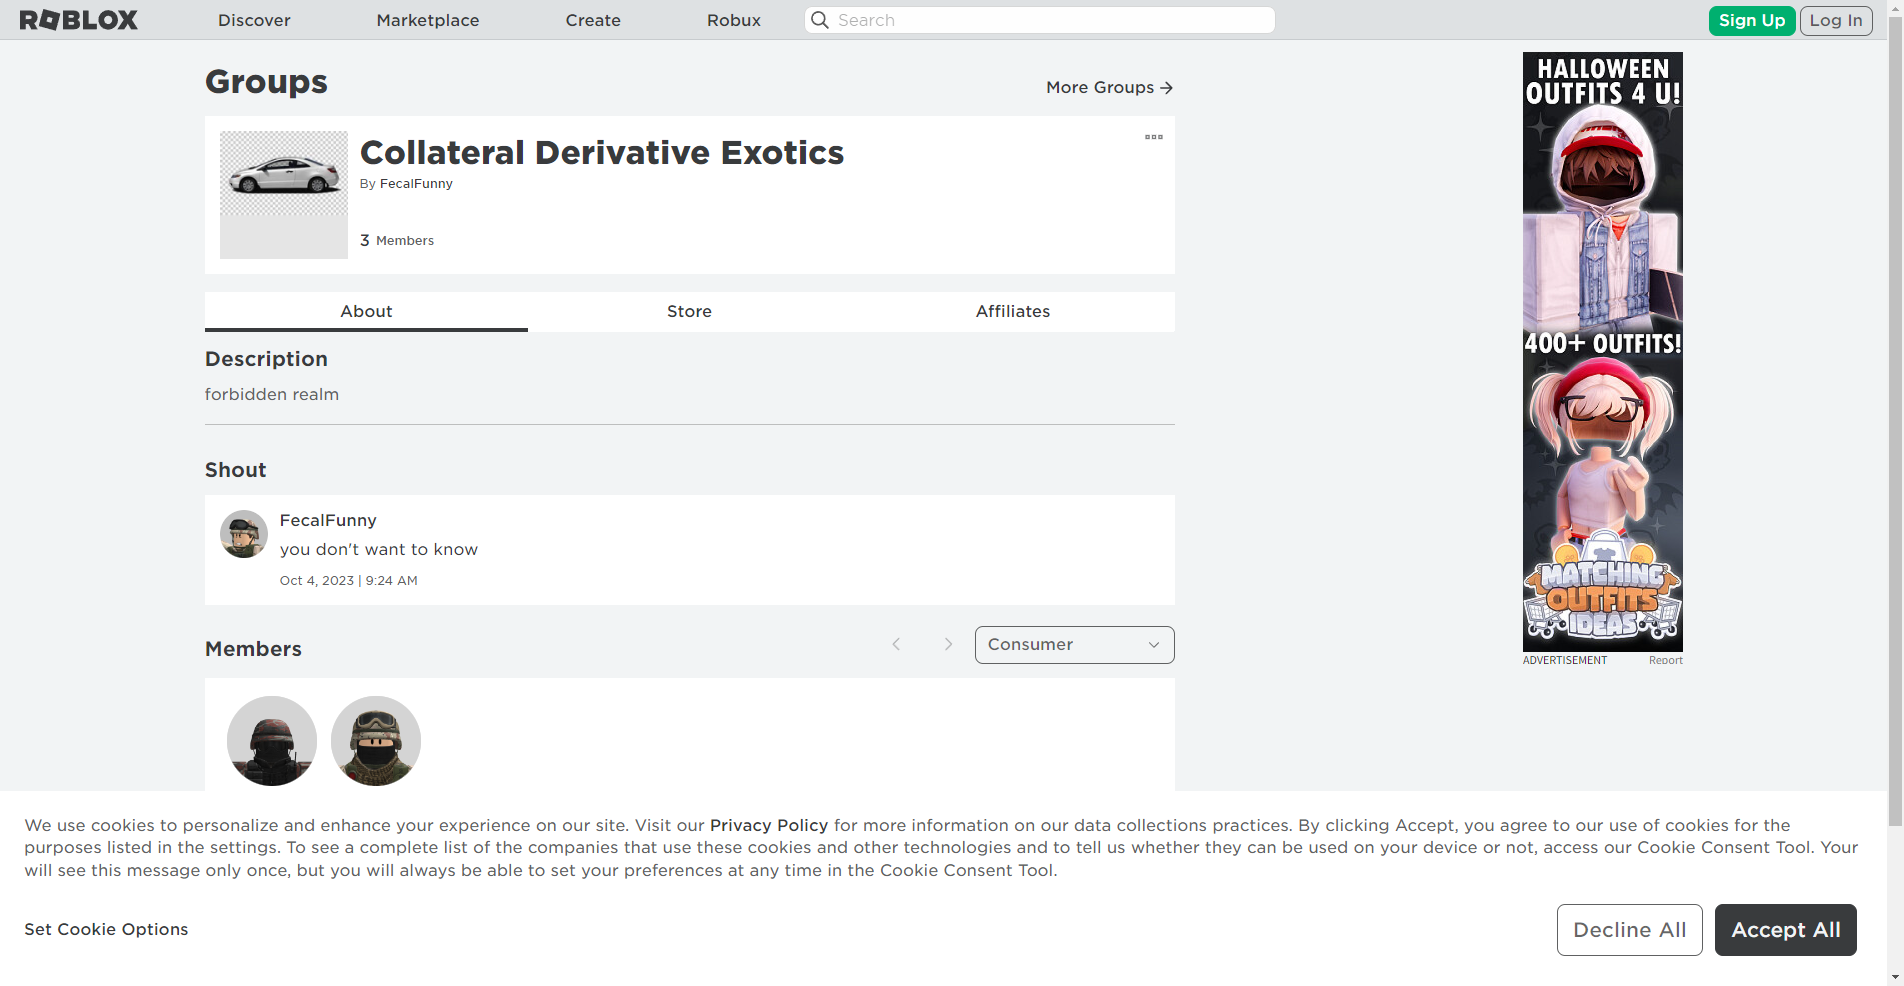 ROBLOX
Discover
Marketplace
Create
Robux
Search
Sign Up
Log In
Groups
More Groups
Collateral Derivative Exotics
By FecalFunny
3 Members
About
Store
Affiliates
Description
forbidden realm
Shout
FecalFunny
you don't want to know
Oct 4, 2023 | 9:24 AM
Members
Consumer
HALLOWEEN
OUTFITS 4 U!
400+ OUTFITS!
MATCHING
OUTFITS
IDEAS
ADVERTISEMENT
Report
We use cookies to personalize and enhance your experience on our site. Visit our Privacy Policy for more information on our data collections practices. By clicking Accept, you agree to our use of cookies for the
purposes listed in the settings. To see a complete list of the companies that use these cookies and other technologies and to tell us whether they can be used on your device or not, access our Cookie Consent Tool. Your
will see this message only once, but you will always be able to set your preferences at any time in the Cookie Consent Tool.
Set Cookie Options
Decline All
Accept All